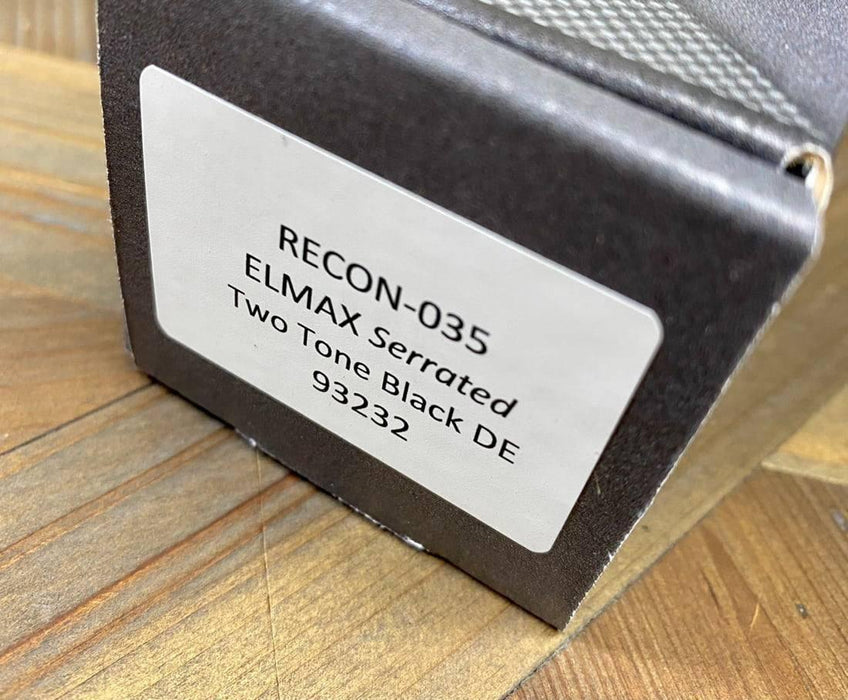 RECON-035
ELMAX Serrated
Two Tone Black DE
93232